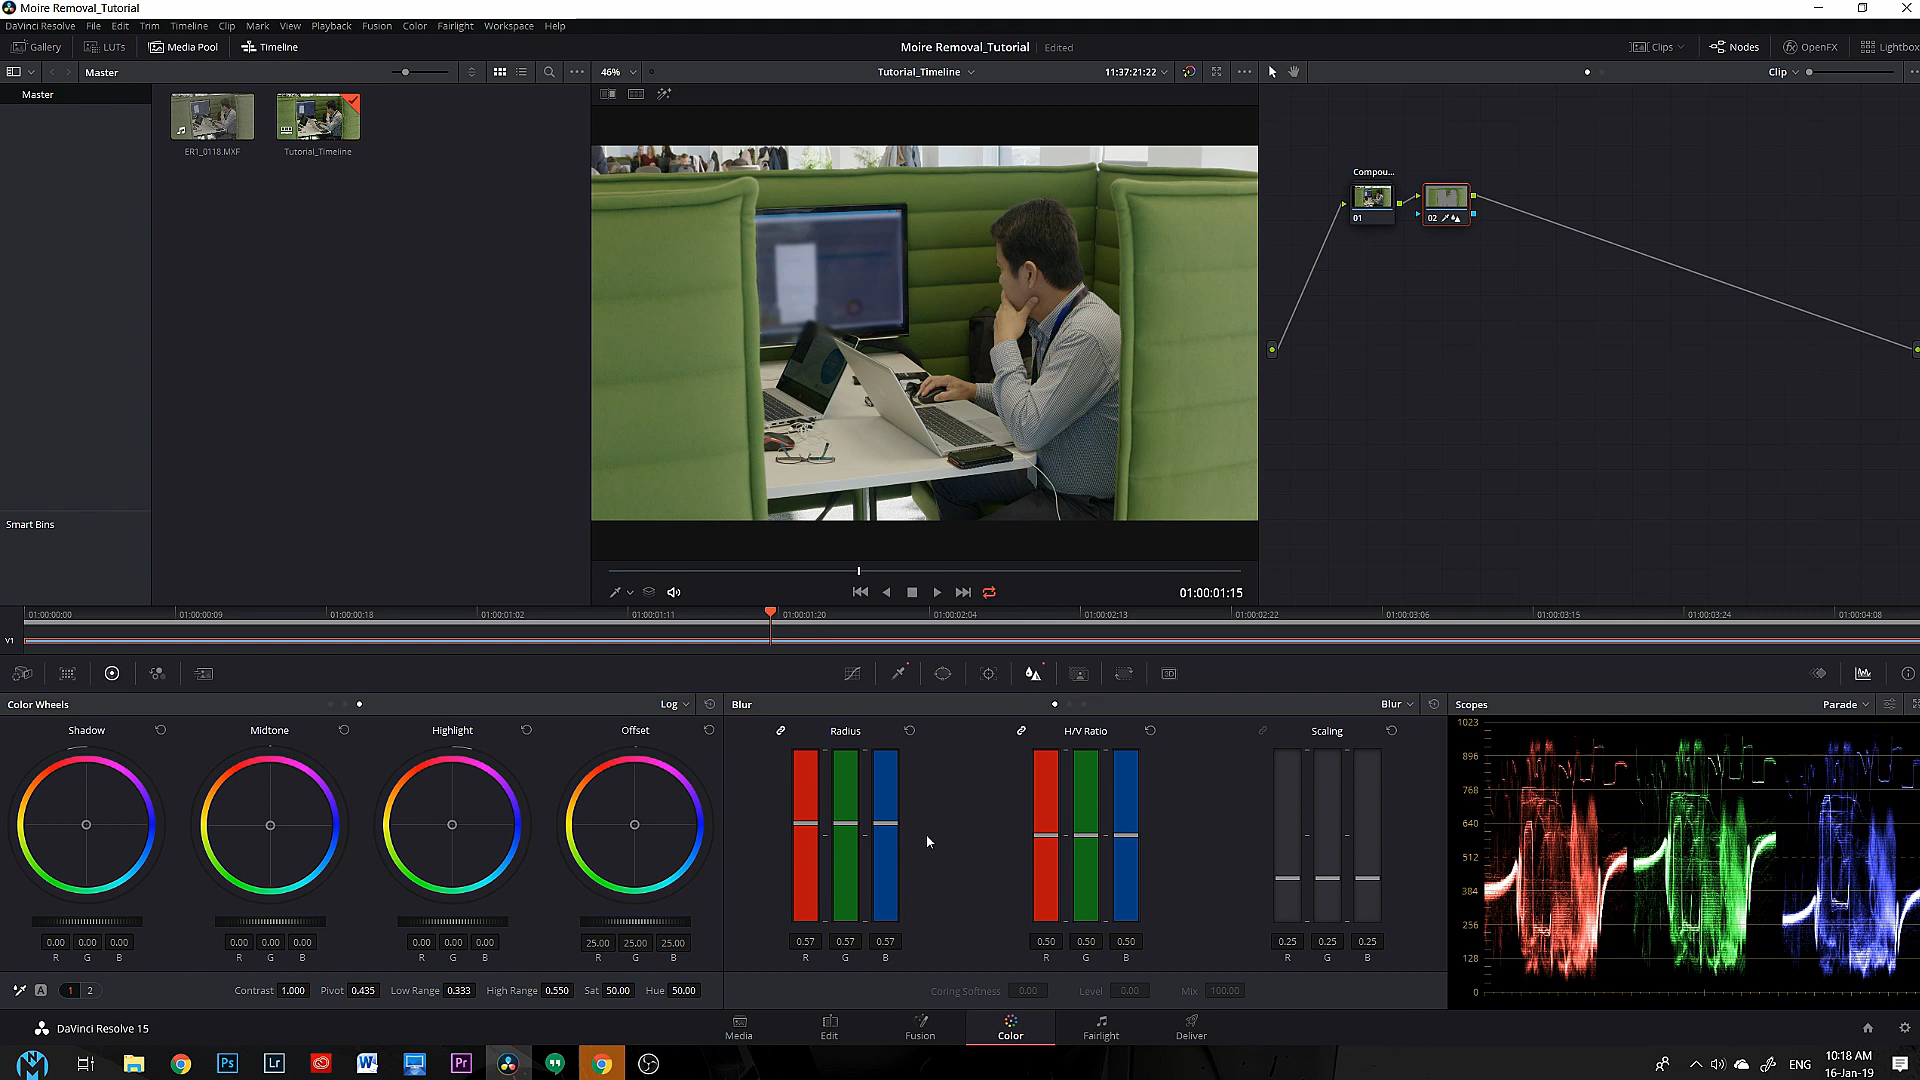 Moire Removal_Tutorial
DaVinci Resolve File Edit Trim Timeline Clip Mark View Playback Fusion Color Fairlight Workspace Help
Gallery LUTs Media Pool Timeline Moire Removal_Tutorial Edited Clips Nodes OpenFX Lightbox
Master 46% Tutorial_Timeline 11:37:21:22 Clip
Master
ER1_0118.MXF Tutorial_Timeline
Compou...
01 02
Smart Bins
01:00:01:15
01:00:00:00 01:00:00:09 01:00:00:18 01:00:01:02 01:00:01:11 01:00:01:20 01:00:02:04 01:00:02:13 01:00:02:22 01:00:03:06 01:00:03:15 01:00:03:24 01:00:04:08
V1
3D
Color Wheels Log Blur Blur Scopes Parade
Shadow Midtone Highlight Offset Radius H/V Ratio Scaling
1023
896
768
640
512
384
256
128
0
0.00 0.00 0.00 0.00 0.00 0.00 0.00 0.00 0.00 25.00 25.00 25.00 0.57 0.57 0.57 0.50 0.50 0.50 0.25 0.25 0.25
R G B R G B R G B R G B R G B R G B R G B
A 1 2 Contrast 1.000 Pivot 0.435 Low Range 0.333 High Range 0.550 Sat 50.00 Hue 50.00 Coring Softness 0.00 Level 0.00 Mix 100.00
DaVinci Resolve 15 Media Edit Fusion Color Fairlight Deliver
Ps Lr W Pr ENG 10:18 AM
16-Jan-19